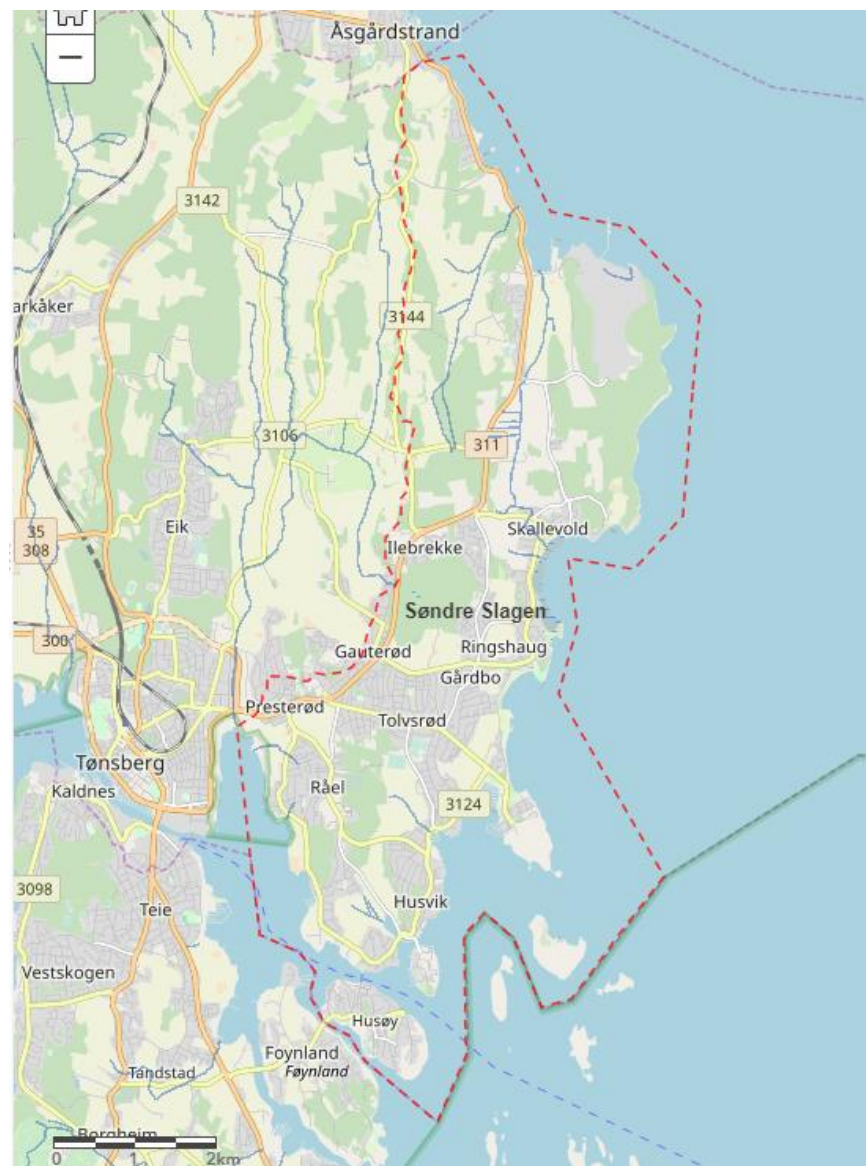 Åsgårdstrand
3142
arkåker
3144
3106
311
35
308
Eik
Skallevold
Ilebrekke
Søndre Slagen
300
Gauterød
Ringshaug
Gårdbo
Presterød
Tolvsrød
Tønsberg
Kaldnes
Råel
3124
3098
Teie
Husvik
Vestskogen
Husøy
Foynland
Føynland
Tandstad
Borgheim
0 1 2km